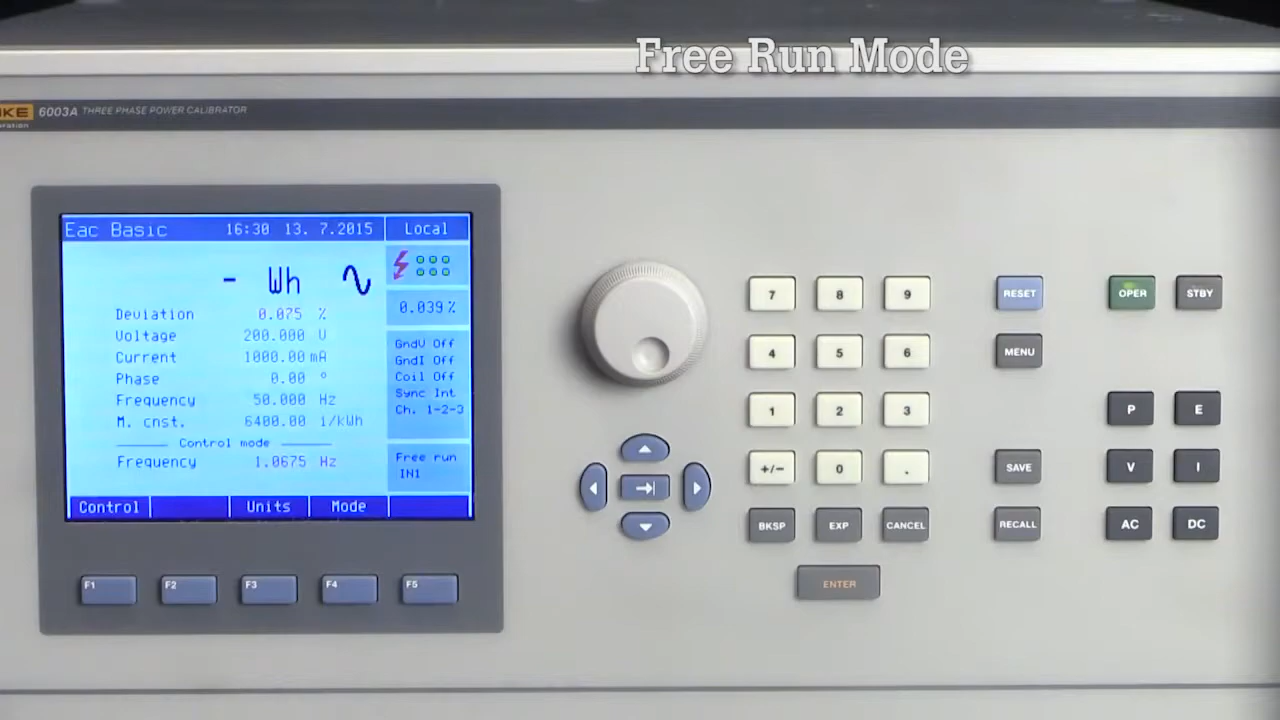 Free Run Mode
6003A THREE PHASE POWER CALIBRATOR
Eac Basic 16:30 13. 7.2015 Local
- Wh
0.039 %
Deviation 0.075 %
Voltage 200.000 V
Current 1000.00 mA
Phase 0.00 °
Frequency 50.000 Hz
M. cnst. 6400.00 i/kWh
Control mode
Frequency 1.0675 Hz
GndU Off
GndI Off
Coil Off
Sync Int
Ch. 1-2-3
Free run
IN1
Control Units Mode
F1 F2 F3 F4 F5
7 8 9
4 5 6
1 2 3
+/- 0 .
BKSP EXP CANCEL
ENTER
RESET
MENU
SAVE
RECALL
OPER STBY
P E
V I
AC DC